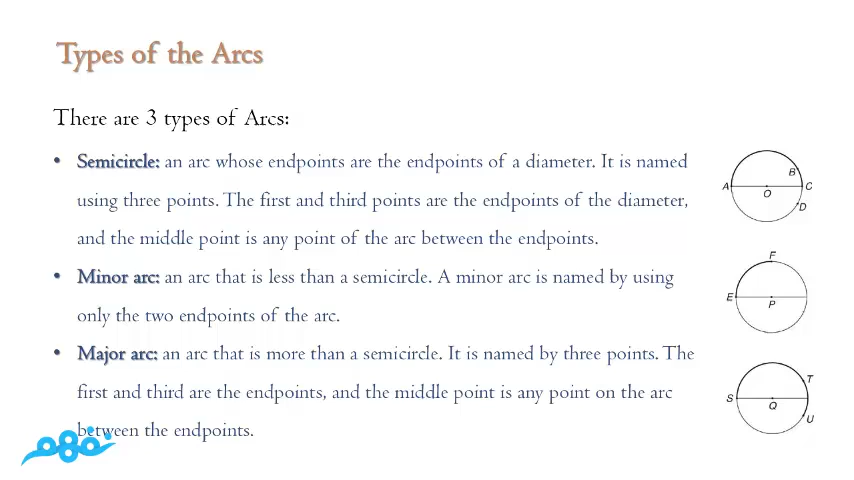 Types of the Arcs
There are 3 types of Arcs:
• Semicircle: an arc whose endpoints are the endpoints of a diameter. It is named
using three points. The first and third points are the endpoints of the diameter,
and the middle point is any point of the arc between the endpoints.
• Minor arc: an arc that is less than a semicircle. A minor arc is named by using
only the two endpoints of the arc.
• Major arc: an arc that is more than a semicircle. It is named by three points. The
first and third are the endpoints, and the middle point is any point on the arc
between the endpoints.
A B C
O
D
F
E P
T
S Q
U